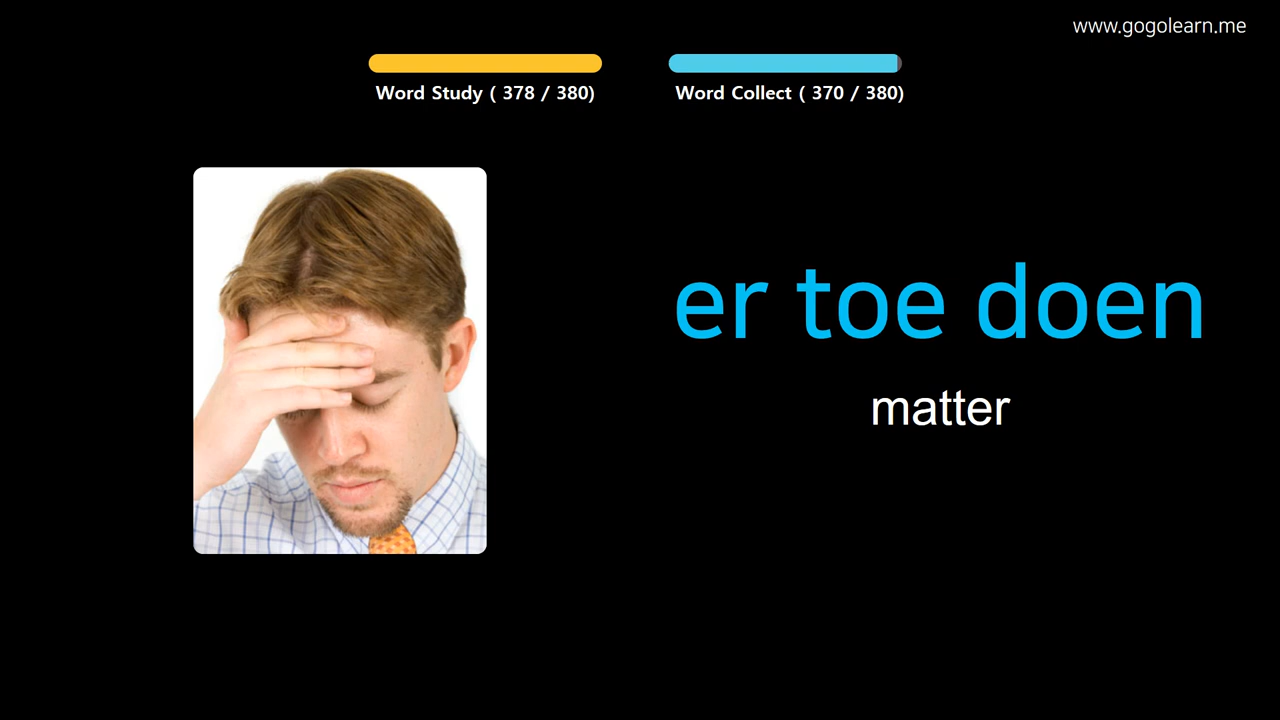 www.gogolearn.me
Word Study ( 378 / 380)
Word Collect ( 370 / 380)
er toe doen
matter